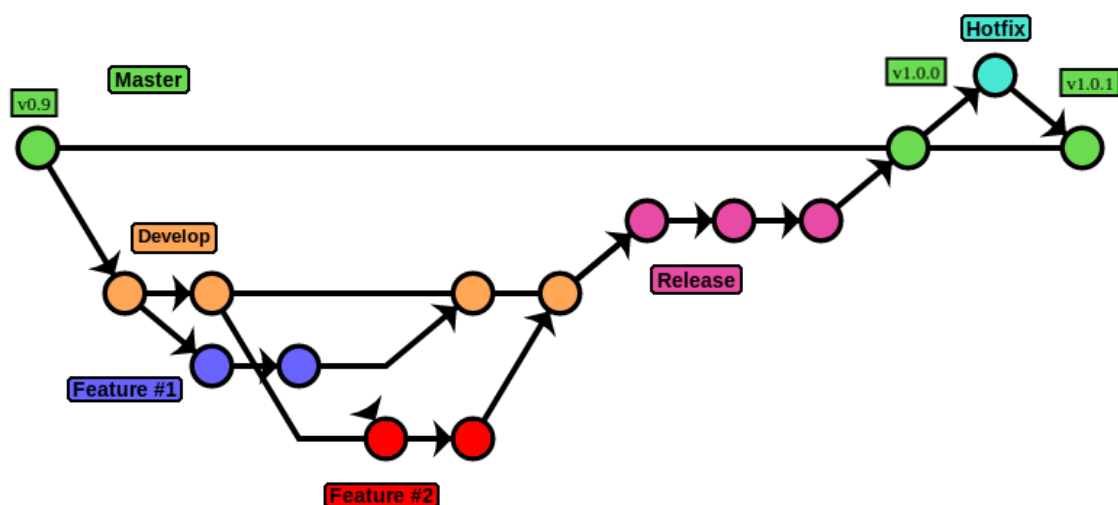 Hotfix
Master
v1.0.0
v1.0.1
v0.9
Develop
Release
Feature #1
Feature #2